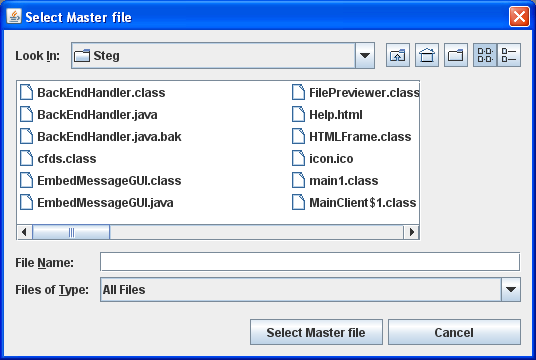 Select Master file
Look In: Steg
BackEndHandler.class
BackEndHandler.java
BackEndHandler.java.bak
cfds.class
EmbedMessageGUI.class
EmbedMessageGUI.java
FilePreviewer.class
Help.html
HTMLFrame.class
icon.ico
main1.class
MainClient$1.class
File Name:
Files of Type: All Files
Select Master file Cancel